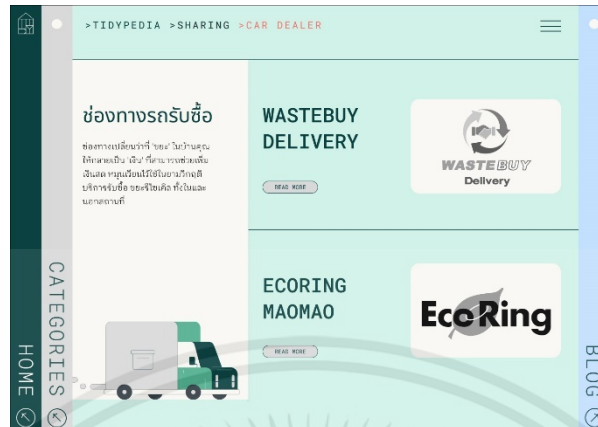 >TIDYPEDIA >SHARING >CAR DEALER
ช่องทางรถรับซื้อ
ช่องทางเปลี่ยนว่าที่ 'ขยะ' ในบ้านคุณ
ให้กลายเป็น 'เงิน' ที่สามารถช่วยเพิ่ม
เงินสด หมุนเวียนไว้ใช้ในยามวิกฤติ
บริการรับซื้อ ขยะรีไซเคิล ทั้งในและ
นอกสถานที่
WASTEBUY
DELIVERY
READ MORE
WASTEBUY
Delivery
ECORING
MAOMAO
READ MORE
EcoRing
HOME
CATEGORIES
BLOG